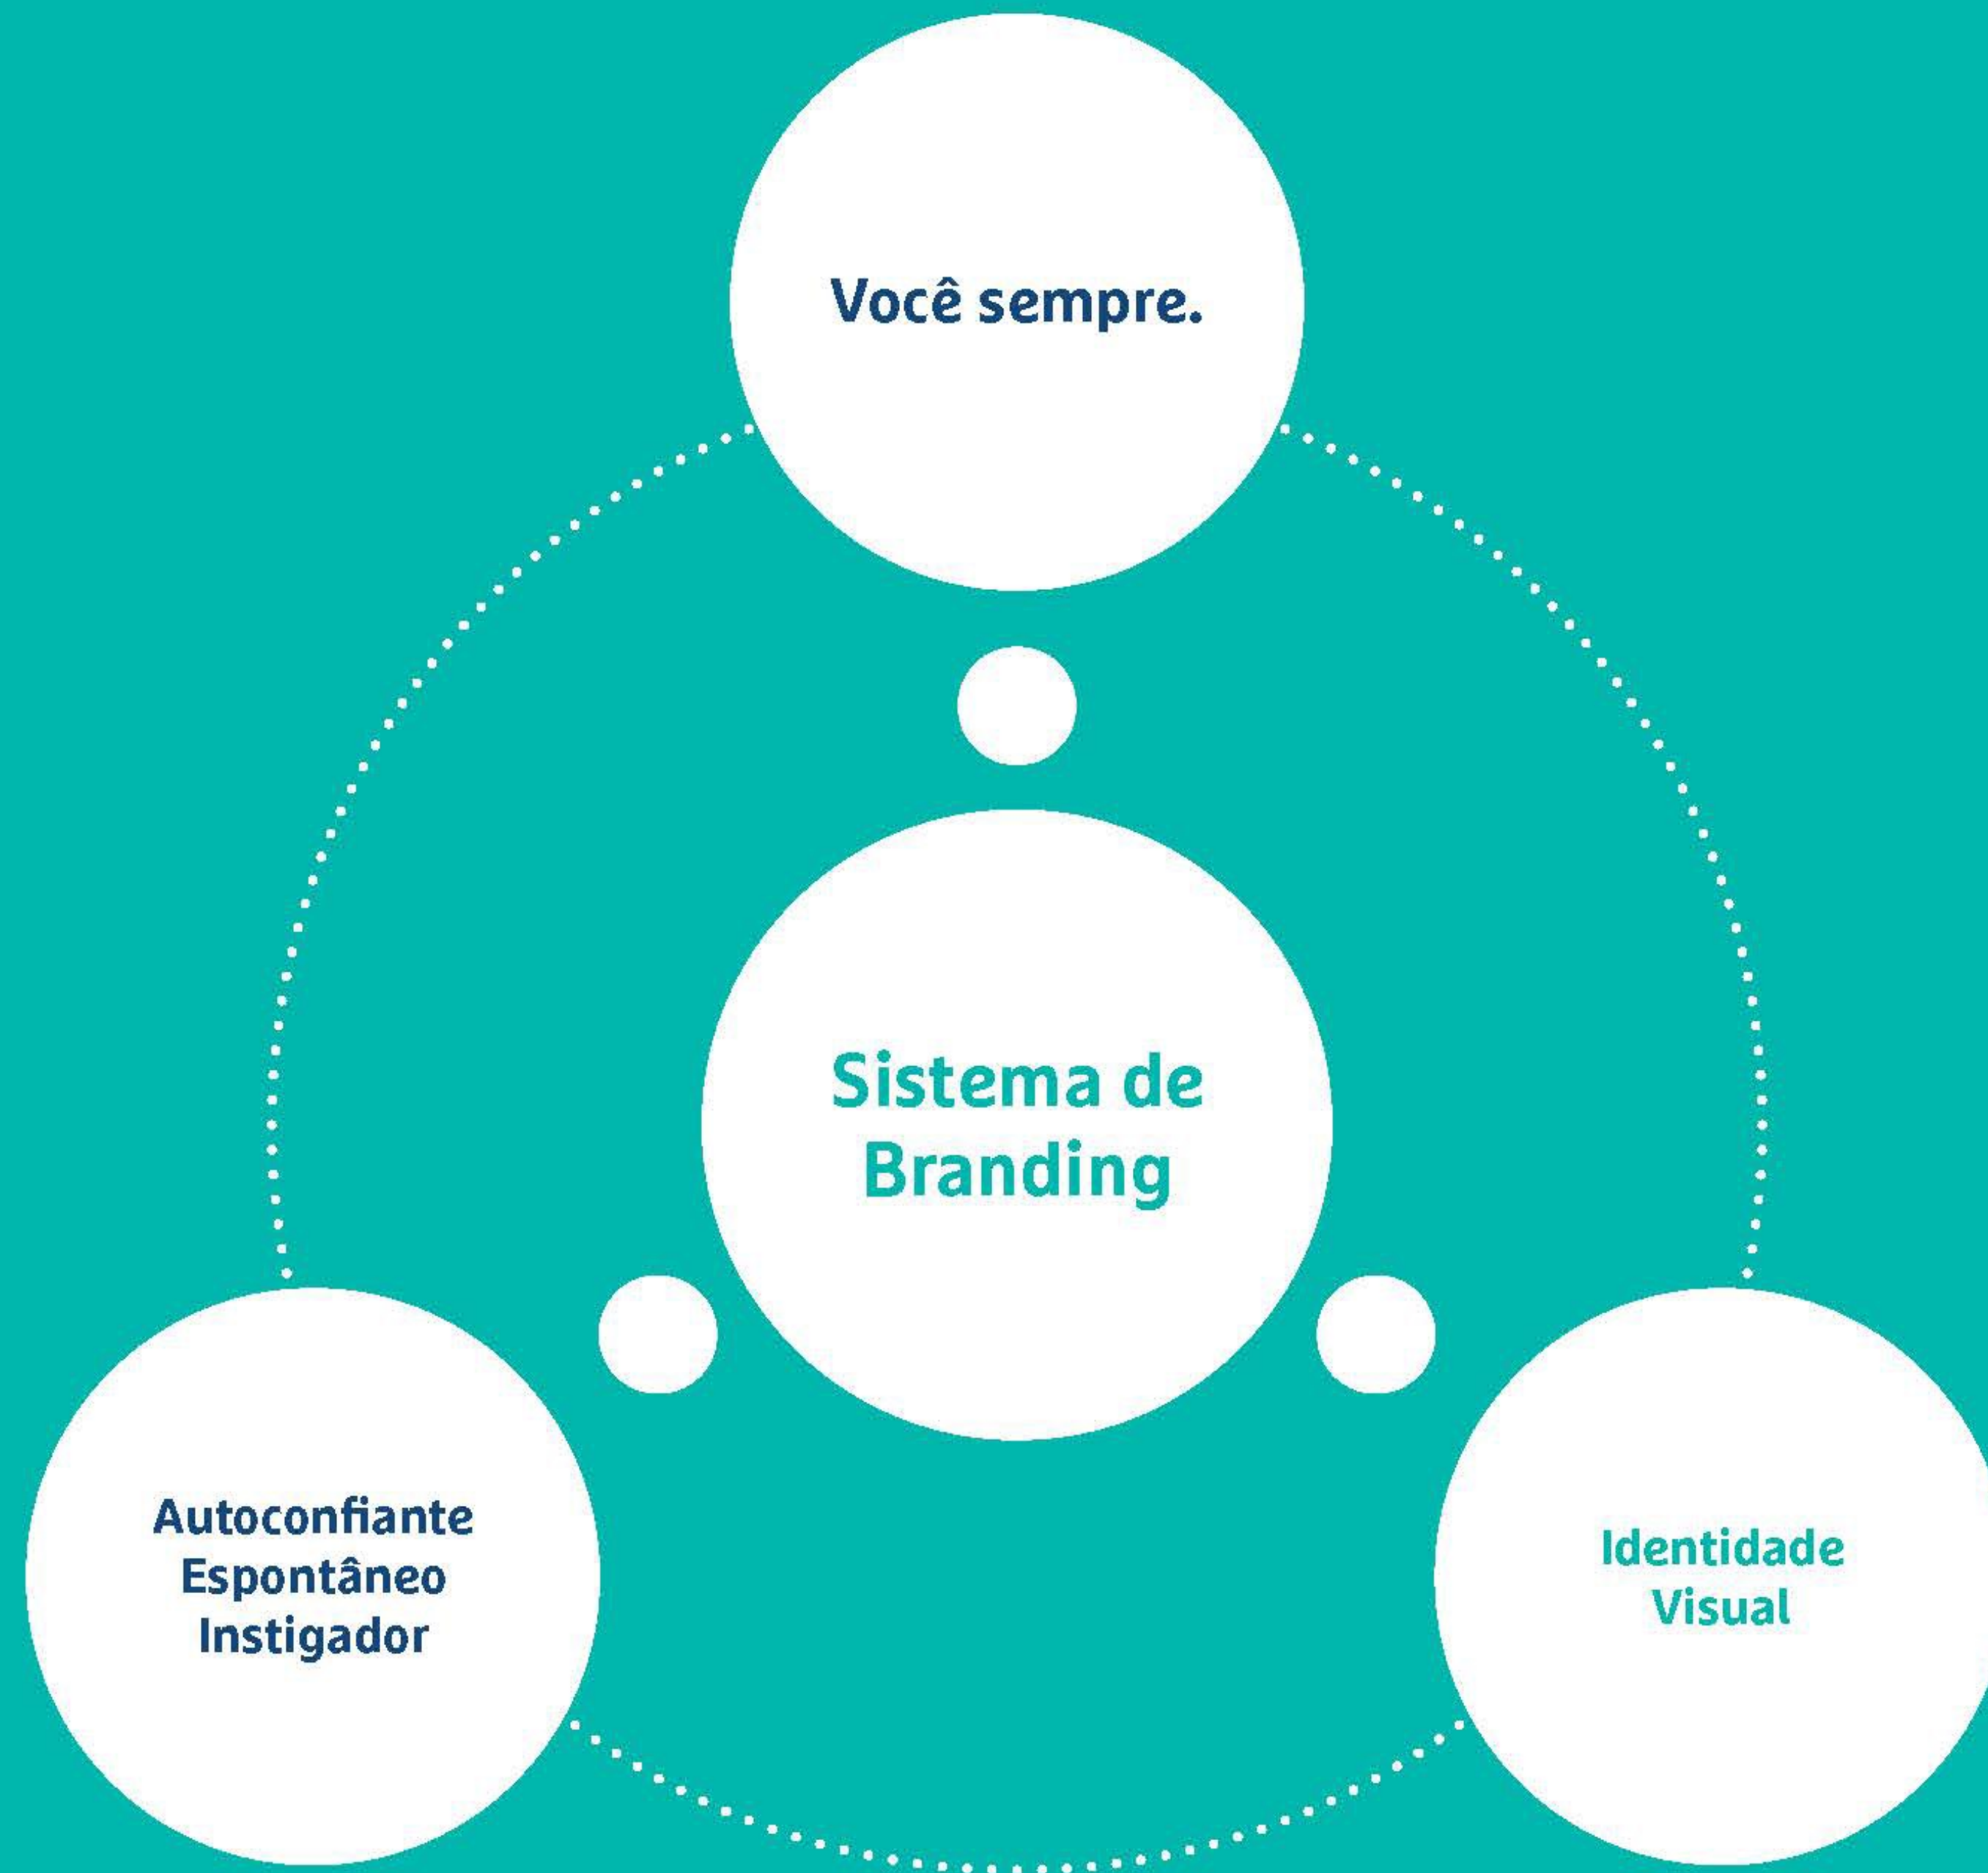 Você sempre.
Sistema de
Branding
Autoconfiante
Espontâneo
Instigador
Identidade
Visual